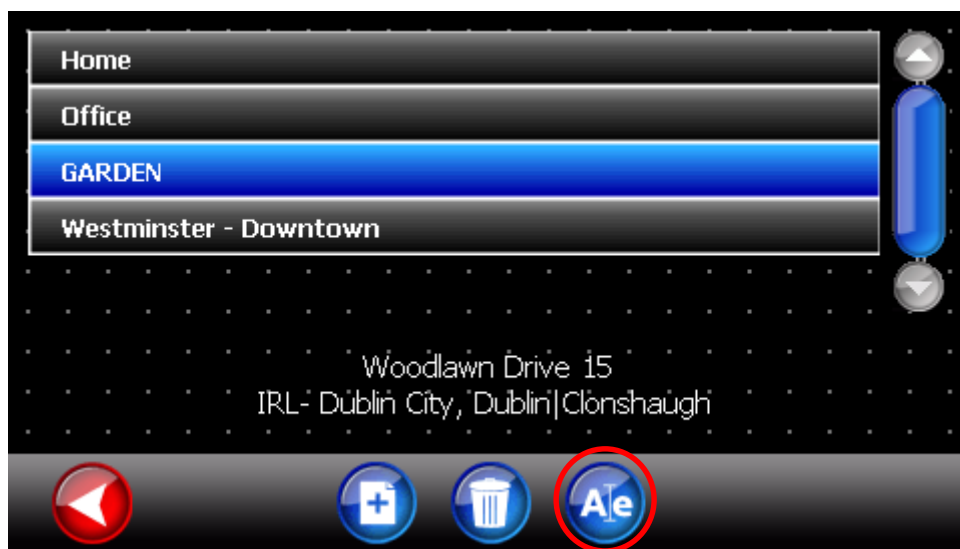 Home
Office
GARDEN
Westminster - Downtown
Woodlawn Drive 15
IRL- Dublin City, Dublin|Clonshaugh
A e